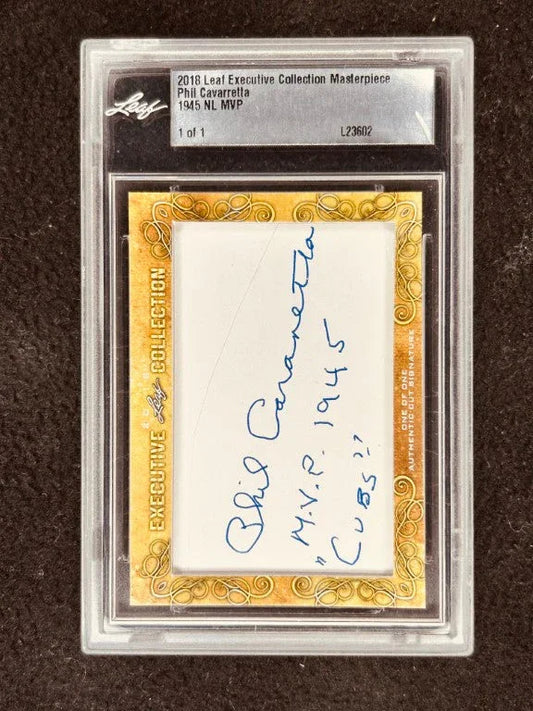 Leaf
2018 Leaf Executive Collection Masterpiece
Phil Cavarretta
1945 NL MVP
1 of 1 L23602
EXECUTIVE Leaf COLLECTION
Phil Cavarretta
M.V.P. 1945
"CUBS"
ONE OF ONE
AUTHENTIC CUT SIGNATURE